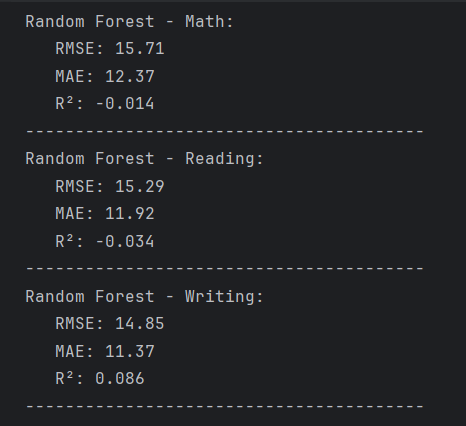 Random Forest - Math:
RMSE: 15.71
MAE: 12.37
R²: -0.014
----------------------------------------
Random Forest - Reading:
RMSE: 15.29
MAE: 11.92
R²: -0.034
----------------------------------------
Random Forest - Writing:
RMSE: 14.85
MAE: 11.37
R²: 0.086
----------------------------------------